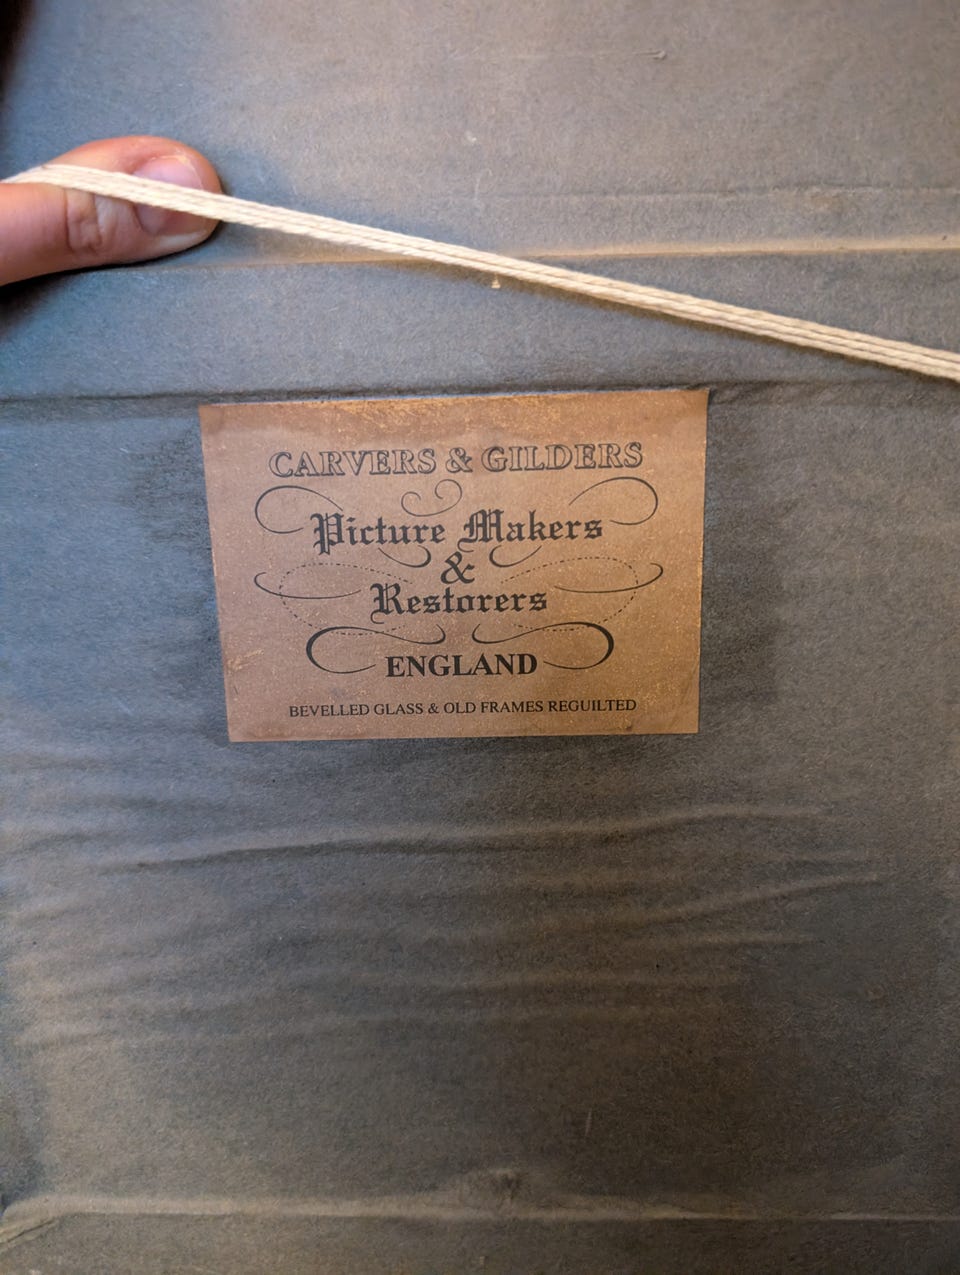 CARVERS & GILDERS
Picture Makers
&
Restorers
ENGLAND
BEVELLED GLASS & OLD FRAMES REGUILTED